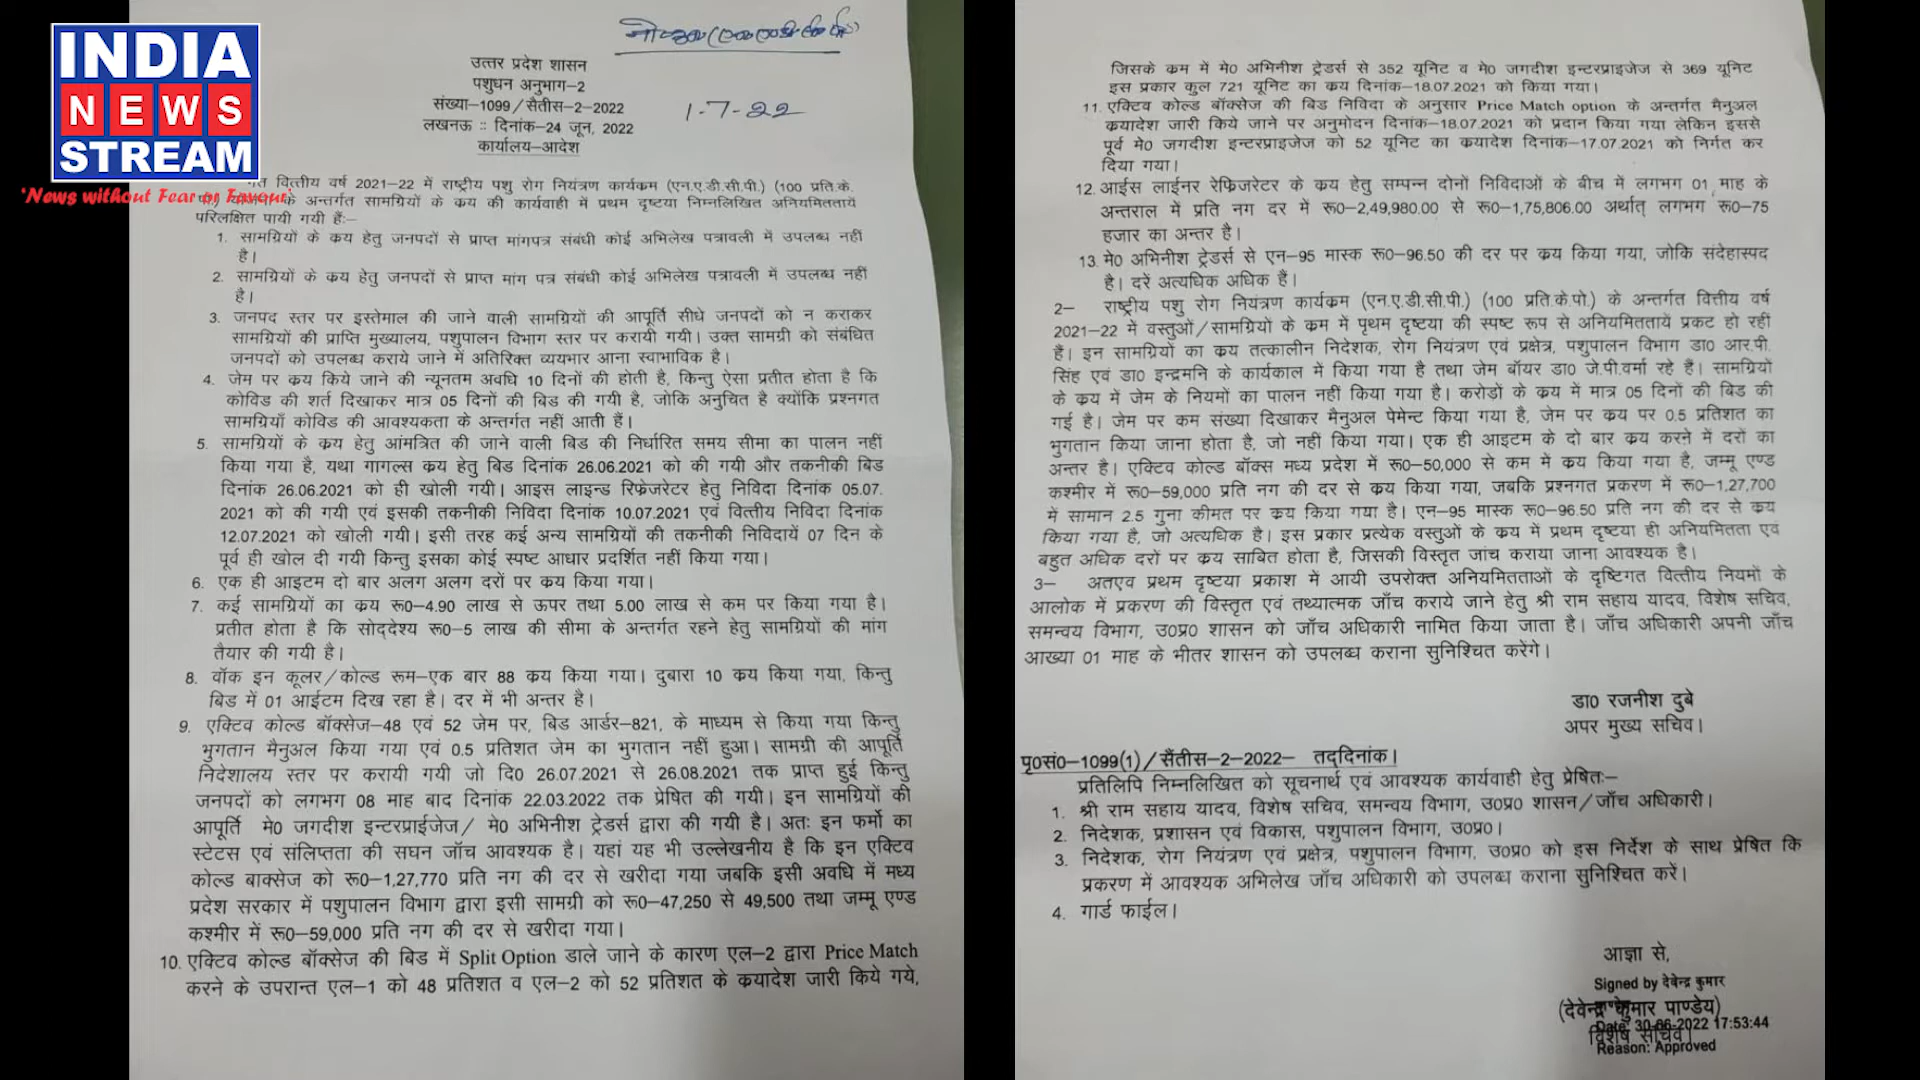 INDIA
NEWS
STREAM
'News without Fear or Favour'
उत्तर प्रदेश शासन
पशुधन अनुभाग-2
संख्या-1099/सैंतीस-2-2022
लखनऊ :: दिनांक-24 जून, 2022
कार्यालय-आदेश
1-7-22
गत वित्तीय वर्ष 2021-22 में राष्ट्रीय पशु रोग नियंत्रण कार्यक्रम (एन.ए.डी.सी.पी.) (100 प्रति.के.
पो.) योजना के अन्तर्गत सामग्रियों के क्रय की कार्यवाही में प्रथम दृष्टया निम्नलिखित अनियमिततायें
परिलक्षित पायी गयी हैं:-
1. सामग्रियों के क्रय हेतु जनपदों से प्राप्त मांगपत्र संबंधी कोई अभिलेख पत्रावली में उपलब्ध नहीं
है।
2. सामग्रियों के क्रय हेतु जनपदों से प्राप्त मांग पत्र संबंधी कोई अभिलेख पत्रावली में उपलब्ध नहीं
है।
3. जनपद स्तर पर इस्तेमाल की जाने वाली सामग्रियों की आपूर्ति सीधे जनपदों को न कराकर
सामग्रियों की प्राप्ति मुख्यालय, पशुपालन विभाग स्तर पर करायी गयी। उक्त सामग्री को संबंधित
जनपदों को उपलब्ध कराये जाने में अतिरिक्त व्ययभार आना स्वाभाविक है।
4. जेम पर क्रय किये जाने की न्यूनतम अवधि 10 दिनों की होती है, किन्तु ऐसा प्रतीत होता है कि
कोविड की शर्त दिखाकर मात्र 05 दिनों की बिड की गयी है, जोकि अनुचित है क्योंकि प्रश्नगत
सामग्रियाँ कोविड की आवश्यकता के अन्तर्गत नहीं आती हैं।
5. सामग्रियों के क्रय हेतु आंमत्रित की जाने वाली बिड की निर्धारित समय सीमा का पालन नहीं
किया गया है, यथा गागल्स क्रय हेतु बिड दिनांक 26.06.2021 को की गयी और तकनीकी बिड
दिनांक 26.06.2021 को ही खोली गयी। आइस लाइन्ड रिफ्रेजरेटर हेतु निविदा दिनांक 05.07.
2021 को की गयी एवं इसकी तकनीकी निविदा दिनांक 10.07.2021 एवं वित्तीय निविदा दिनांक
12.07.2021 को खोली गयी। इसी तरह कई अन्य सामग्रियों की तकनीकी निविदायें 07 दिन के
पूर्व ही खोल दी गयी किन्तु इसका कोई स्पष्ट आधार प्रदर्शित नहीं किया गया।
6. एक ही आइटम दो बार अलग अलग दरों पर क्रय किया गया।
7. कई सामग्रियों का क्रय रू0-4.90 लाख से ऊपर तथा 5.00 लाख से कम पर किया गया है।
प्रतीत होता है कि सोद्देश्य रू0-5 लाख की सीमा के अन्तर्गत रहने हेतु सामग्रियों की मांग
तैयार की गयी है।
8. वॉक इन कूलर/कोल्ड रूम-एक बार 88 क्रय किया गया। दुबारा 10 क्रय किया गया, किन्तु
बिड में 01 आईटम दिख रहा है। दर में भी अन्तर है।
9. एक्टिव कोल्ड बॉक्सेज-48 एवं 52 जेम पर, बिड आर्डर-821, के माध्यम से किया गया किन्तु
भुगतान मैनुअल किया गया एवं 0.5 प्रतिशत जेम का भुगतान नहीं हुआ। सामग्री की आपूर्ति
निदेशालय स्तर पर करायी गयी जो दि0 26.07.2021 से 26.08.2021 तक प्राप्त हुई किन्तु
जनपदों को लगभग 08 माह बाद दिनांक 22.03.2022 तक प्रेषित की गयी। इन सामग्रियों की
आपूर्ति मे0 जगदीश इन्टरप्राईजेज/ मे0 अभिनीश ट्रेडर्स द्वारा की गयी है। अतः इन फर्मो का
स्टेटस एवं संलिप्तता की सघन जॉच आवश्यक है। यहां यह भी उल्लेखनीय है कि इन एक्टिव
कोल्ड बाक्सेज को रू0-1,27,770 प्रति नग की दर से खरीदा गया जबकि इसी अवधि में मध्य
प्रदेश सरकार में पशुपालन विभाग द्वारा इसी सामग्री को रू0-47,250 से 49,500 तथा जम्मू एण्ड
कश्मीर में रू0-59,000 प्रति नग की दर से खरीदा गया।
10. एक्टिव कोल्ड बॉक्सेज की बिड में Split Option डाले जाने के कारण एल-2 द्वारा Price Match
करने के उपरान्त एल-1 को 48 प्रतिशत व एल-2 को 52 प्रतिशत के क्रयादेश जारी किये गये,
जिसके क्रम में मे0 अभिनीश ट्रेडर्स से 352 यूनिट व मे0 जगदीश इन्टरप्राइजेज से 369 यूनिट
इस प्रकार कुल 721 यूनिट का क्रय दिनांक-18.07.2021 को किया गया।
11. एक्टिव कोल्ड बॉक्सेज की बिड निविदा के अनुसार Price Match option के अन्तर्गत मैनुअल
क्रयादेश जारी किये जाने पर अनुमोदन दिनांक-18.07.2021 को प्रदान किया गया लेकिन इससे
पूर्व मे0 जगदीश इन्टरप्राइजेज को 52 यूनिट का क्रयादेश दिनांक-17.07.2021 को निर्गत कर
दिया गया।
12. आईस लाईनर रेफ्रिजरेटर के क्रय हेतु सम्पन्न दोनों निविदाओं के बीच में लगभग 01 माह के
अन्तराल में प्रति नग दर में रू0-2,49,980.00 से रू0-1,75,806.00 अर्थात् लगभग रू0-75
हजार का अन्तर है।
13. मे0 अभिनीश ट्रेडर्स से एन-95 मास्क रू0-96.50 की दर पर क्रय किया गया, जोकि संदेहास्पद
है। दरें अत्यधिक अधिक हैं।
2- राष्ट्रीय पशु रोग नियंत्रण कार्यक्रम (एन.ए.डी.सी.पी.) (100 प्रति.के.पो.) के अन्तर्गत वित्तीय वर्ष
2021-22 में वस्तुओं/सामग्रियों के क्रम में पृथम दृष्टया की स्पष्ट रूप से अनियमिततायें प्रकट हो रहीं
हैं। इन सामग्रियों का क्रय तत्कालीन निदेशक, रोग नियंत्रण एवं प्रक्षेत्र, पशुपालन विभाग डा0 आर.पी.
सिंह एवं डा0 इन्द्रमनि के कार्यकाल में किया गया है तथा जेम बॉयर डा0 जे.पी.वर्मा रहे हैं। सामग्रियों
के क्रय में जेम के नियमों का पालन नहीं किया गया है। करोडों के क्रय में मात्र 05 दिनों की बिड की
गई है। जेम पर कम संख्या दिखाकर मैनुअल पेमेन्ट किया गया है, जेम पर क्रय पर 0.5 प्रतिशत का
भुगतान किया जाना होता है, जो नहीं किया गया। एक ही आइटम के दो बार क्रय करने में दरों का
अन्तर है। एक्टिव कोल्ड बॉक्स मध्य प्रदेश में रू0-50,000 से कम में क्रय किया गया है, जम्मू एण्ड
कश्मीर में रू0-59,000 प्रति नग की दर से क्रय किया गया, जबकि प्रश्नगत प्रकरण में रू0-1,27,700
में सामान 2.5 गुना कीमत पर क्रय किया गया है। एन-95 मास्क रू0-96.50 प्रति नग की दर से क्रय
किया गया है, जो अत्यधिक है। इस प्रकार प्रत्येक वस्तुओं के क्रय में प्रथम दृष्टया ही अनियमितता एवं
बहुत अधिक दरों पर क्रय साबित होता है, जिसकी विस्तृत जांच कराया जाना आवश्यक है।
3- अतएव प्रथम दृष्टया प्रकाश में आयी उपरोक्त अनियमितताओं के दृष्टिगत वित्तीय नियमों के
आलोक में प्रकरण की विस्तृत एवं तथ्यात्मक जाँच कराये जाने हेतु श्री राम सहाय यादव, विशेष सचिव,
समन्वय विभाग, उ0प्र0 शासन को जाँच अधिकारी नामित किया जाता है। जाँच अधिकारी अपनी जाँच
आख्या 01 माह के भीतर शासन को उपलब्ध कराना सुनिश्चित करेंगे।
डा0 रजनीश दुबे
अपर मुख्य सचिव।
पृ0सं0-1099(1)/सैंतीस-2-2022- तद्दिनांक।
प्रतिलिपि निम्नलिखित को सूचनार्थ एवं आवश्यक कार्यवाही हेतु प्रेषितः-
1. श्री राम सहाय यादव, विशेष सचिव, समन्वय विभाग, उ0प्र0 शासन/जाँच अधिकारी।
2. निदेशक, प्रशासन एवं विकास, पशुपालन विभाग, उ0प्र0।
3. निदेशक, रोग नियंत्रण एवं प्रक्षेत्र, पशुपालन विभाग, उ0प्र0 को इस निर्देश के साथ प्रेषित कि
प्रकरण में आवश्यक अभिलेख जाँच अधिकारी को उपलब्ध कराना सुनिश्चित करें।
4. गार्ड फाईल।
आज्ञा से,
Signed by देवेन्द्र कुमार
(देवेन्द्र कुमार पाण्डेय)
Date: 30-06-2022 17:53:44
विशेष सचिव।
Reason: Approved